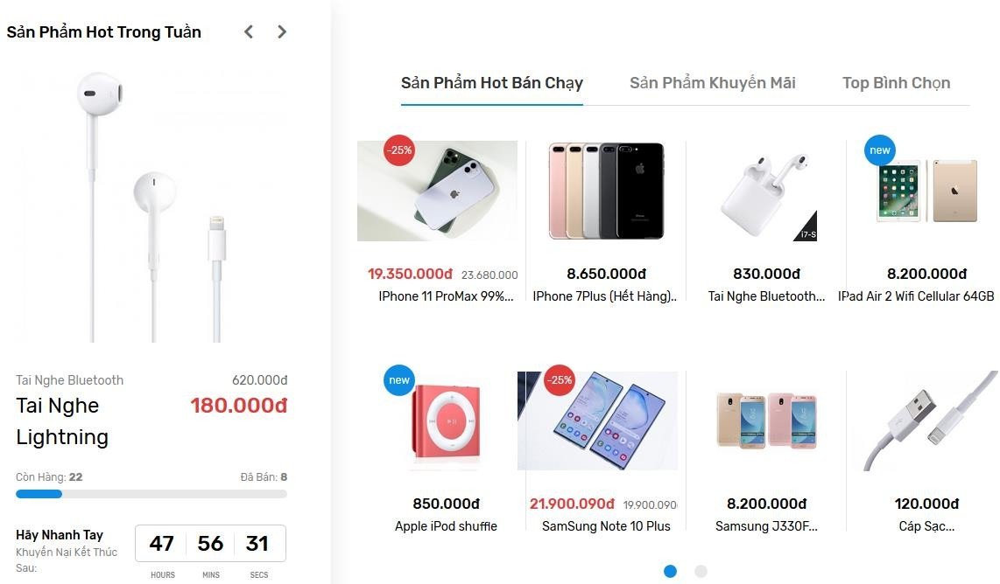 Sản Phẩm Hot Trong Tuần
Tai Nghe Bluetooth 620.000đ
Tai Nghe 180.000đ
Lightning
Còn Hàng: 22 Đã Bán: 8
Hãy Nhanh Tay
Khuyến Nại Kết Thúc
Sau:
47 56 31
HOURS MINS SECS
Sản Phẩm Hot Bán Chạy Sản Phẩm Khuyến Mãi Top Bình Chọn
-25%
new
i7-S
19.350.000đ 23.680.000 8.650.000đ 830.000đ 8.200.000đ
IPhone 11 ProMax 99%... IPhone 7Plus (Hết Hàng).. Tai Nghe Bluetooth... IPad Air 2 Wifi Cellular 64GB
new
-25%
850.000đ 21.900.090đ 19.900.090 8.200.000đ 120.000đ
Apple iPod shuffle SamSung Note 10 Plus Samsung J330F... Cáp Sạc...